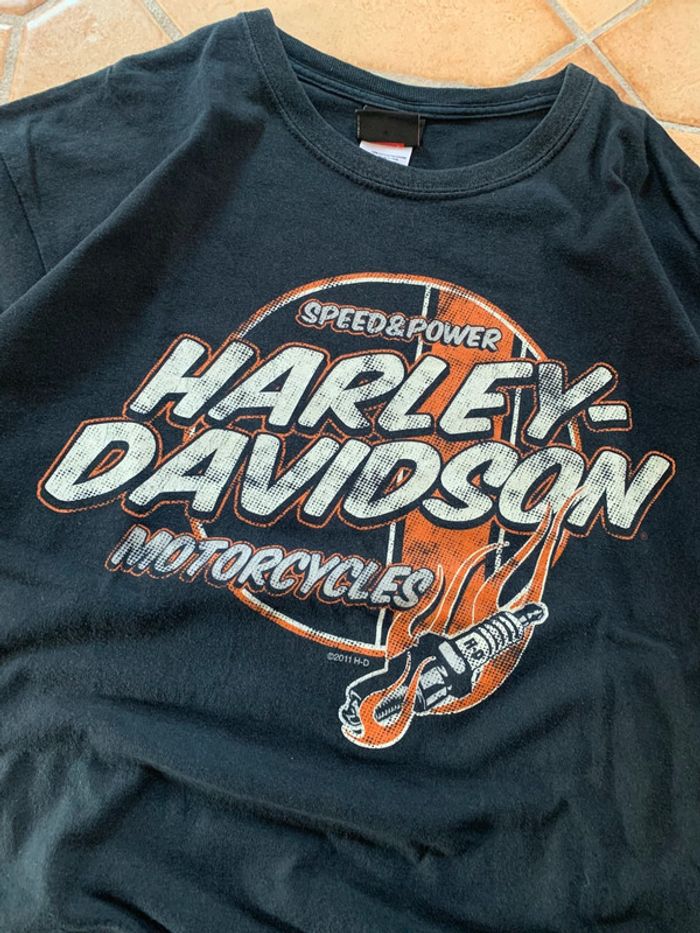 SPEED & POWER
HARLEY-
DAVIDSON
MOTORCYCLES
H-D
©2011 H-D